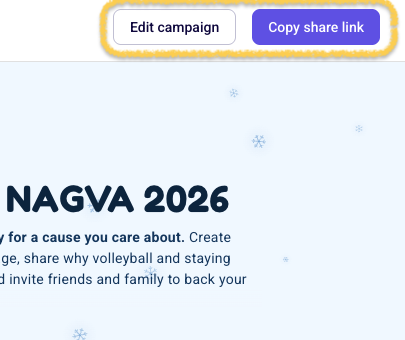 Edit campaign
Copy share link
NAGVA 2026
for a cause you care about. Create
share why volleyball and staying
invite friends and family to back your